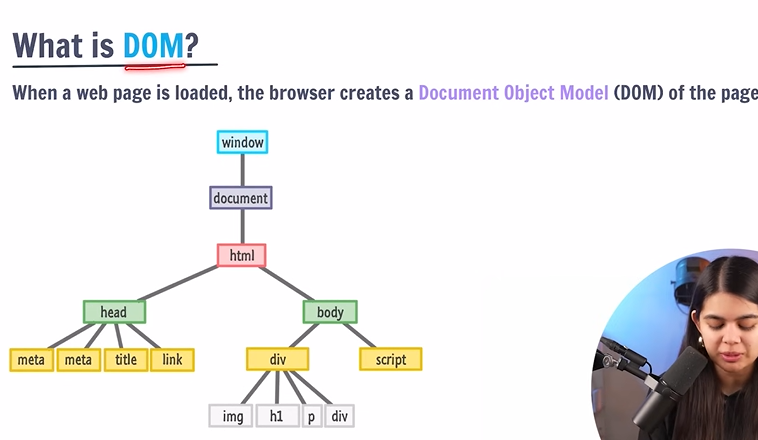 What is DOM?
When a web page is loaded, the browser creates a Document Object Model (DOM) of the page
window
document
html
head body
meta meta title link div script
img h1 p div